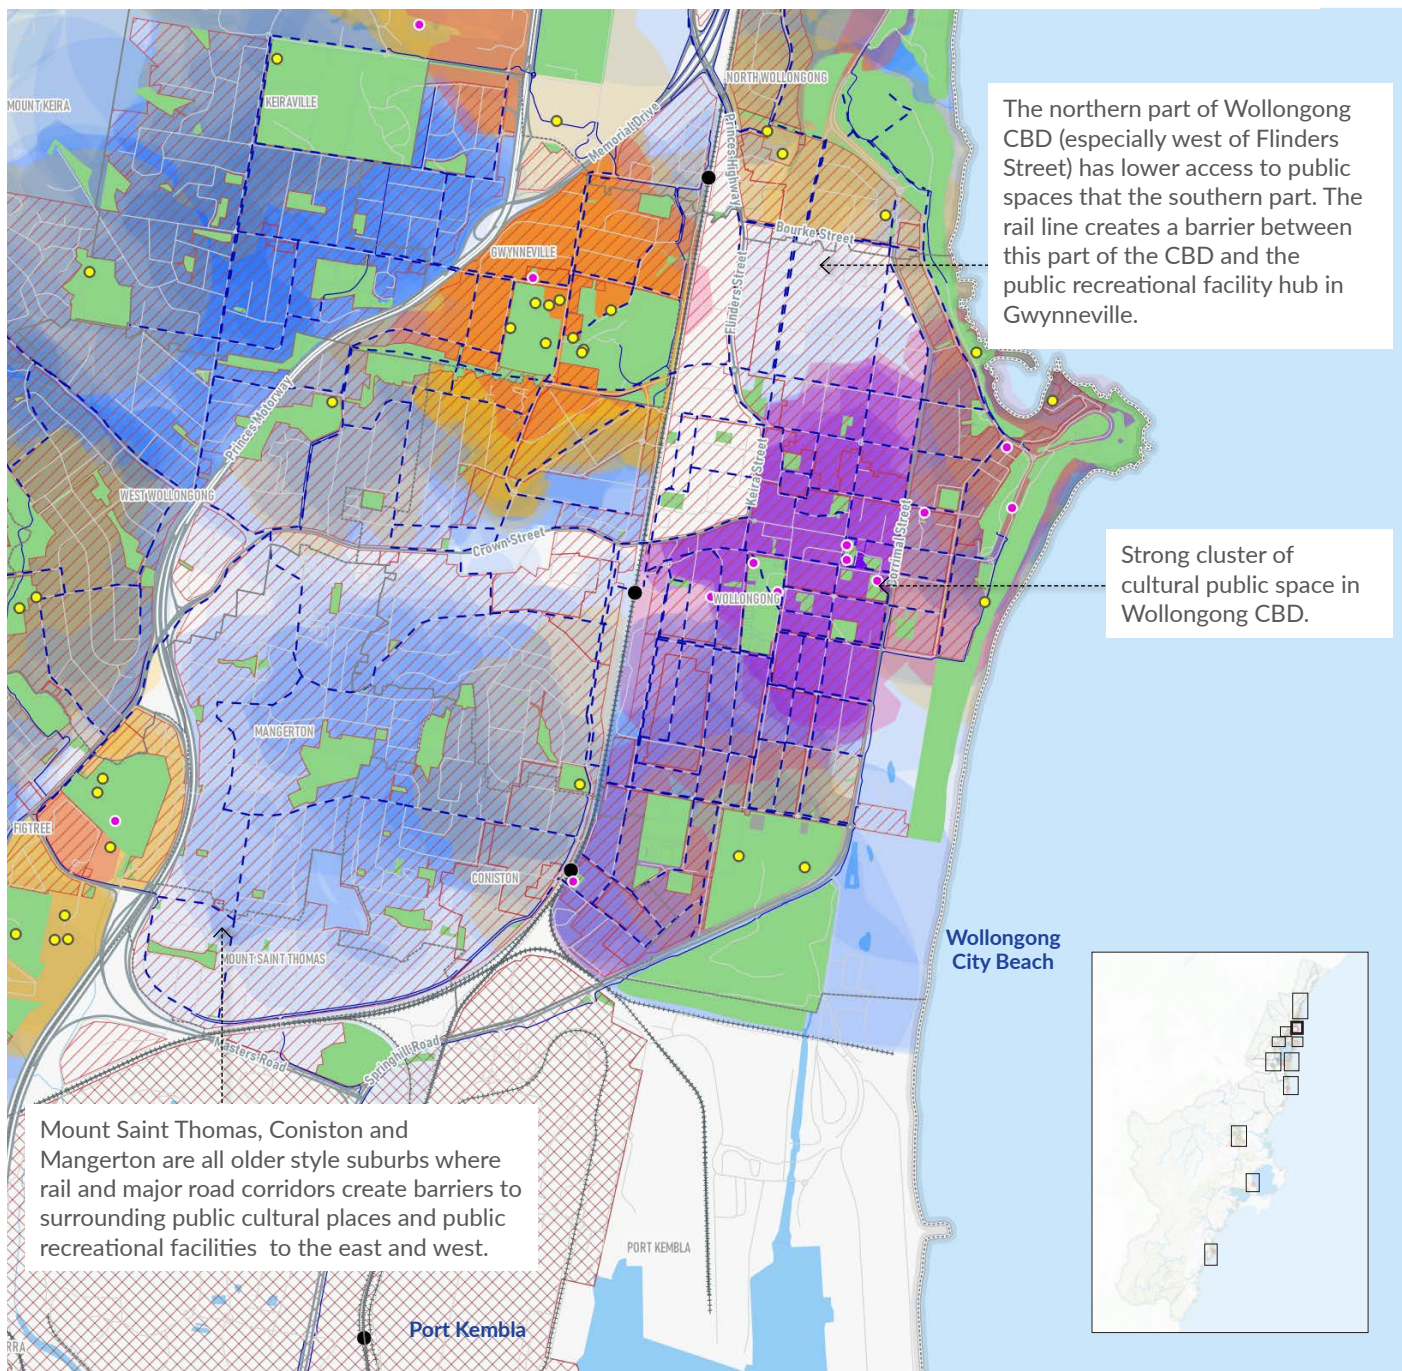 MOUNT KEIRA
KEIRAVILLE
NORTH WOLLONGONG
Memorial Drive
Princes Highway
The northern part of Wollongong
CBD (especially west of Flinders
Street) has lower access to public
spaces that the southern part. The
rail line creates a barrier between
this part of the CBD and the
public recreational facility hub in
Gwynneville.
GWYNNEVILLE
Bourke Street
Flinders Street
Princes Motorway
WEST WOLLONGONG
Keira Street
Crown Street
Corrimal Street
Strong cluster of
cultural public space in
Wollongong CBD.
WOLLONGONG
MANGERTON
FIGTREE
CONISTON
MOUNT SAINT THOMAS
Wollongong
City Beach
Masters Road
Springhill Road
Mount Saint Thomas, Coniston and
Mangerton are all older style suburbs where
rail and major road corridors create barriers to
surrounding public cultural places and public
recreational facilities to the east and west.
PORT KEMBLA
Port Kembla
RRA